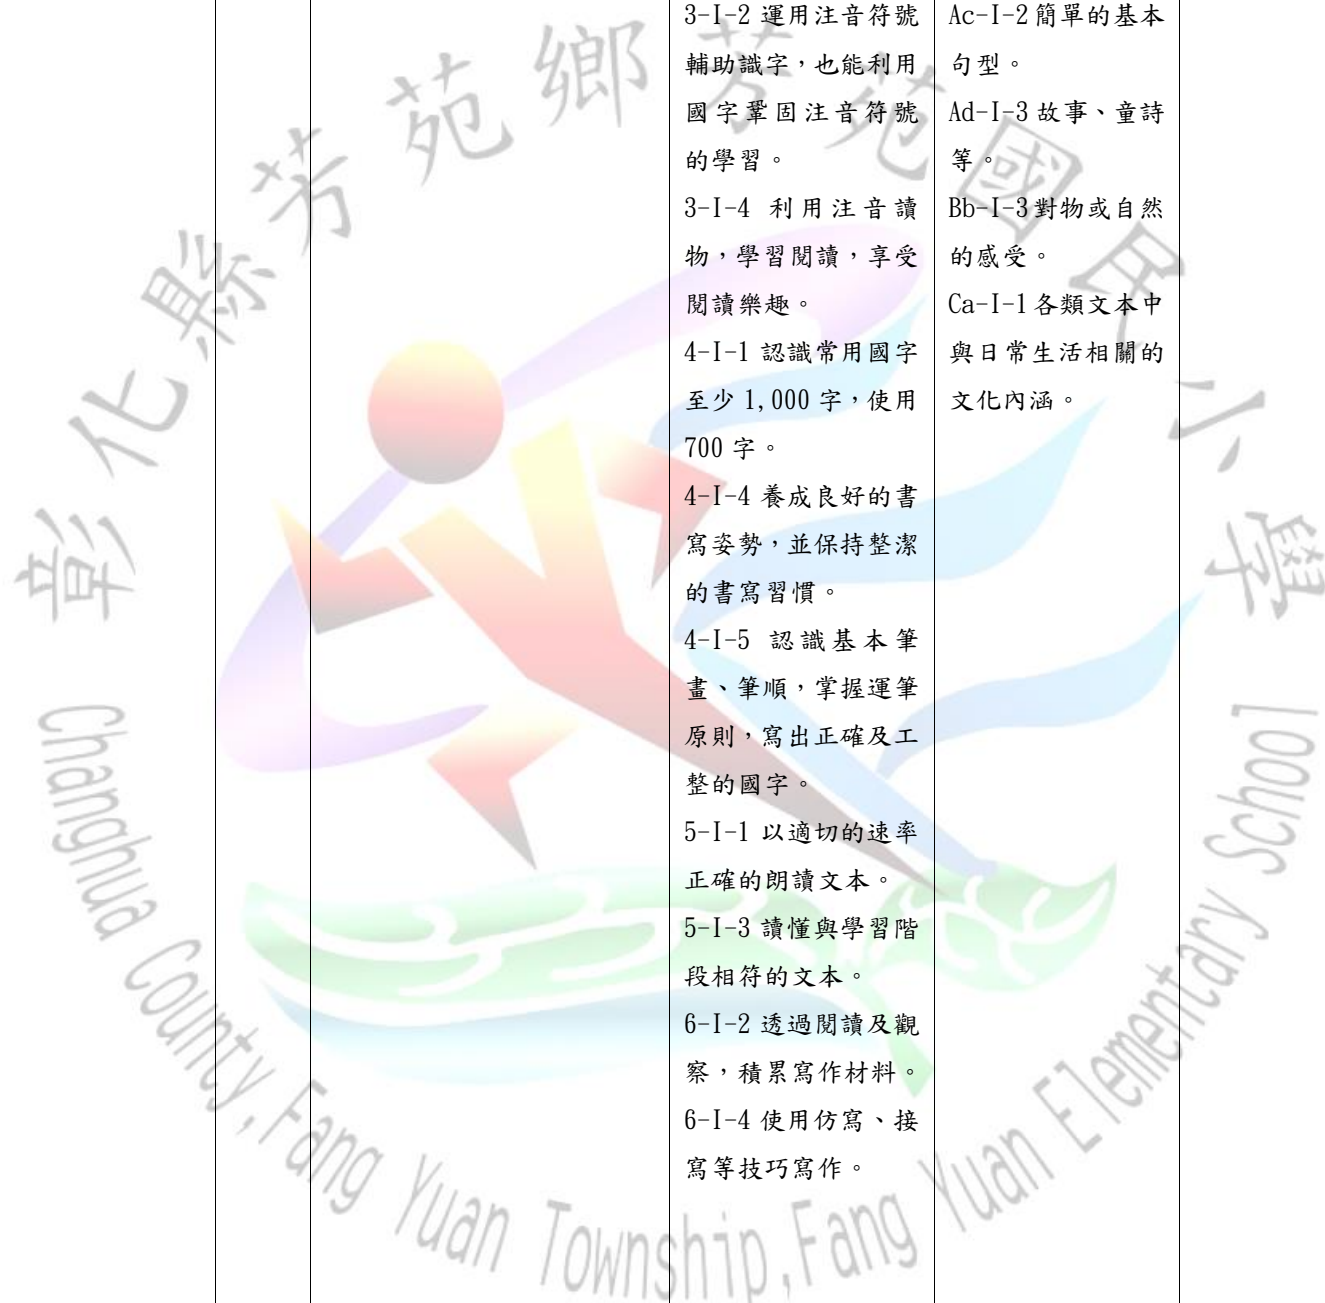 3-I-2 運用注音符號
輔助識字，也能利用
國字鞏固注音符號
的學習。
3-I-4 利用注音讀
物，學習閱讀，享受
閱讀樂趣。
4-I-1 認識常用國字
至少 1,000 字，使用
700 字。
4-I-4 養成良好的書
寫姿勢，並保持整潔
的書寫習慣。
4-I-5 認識基本筆
畫、筆順，掌握運筆
原則，寫出正確及工
整的國字。
5-I-1 以適切的速率
正確的朗讀文本。
5-I-3 讀懂與學習階
段相符的文本。
6-I-2 透過閱讀及觀
察，積累寫作材料。
6-I-4 使用仿寫、接
寫等技巧寫作。
Ac-I-2 簡單的基本
句型。
Ad-I-3 故事、童詩
等。
Bb-I-3 對物或自然
的感受。
Ca-I-1 各類文本中
與日常生活相關的
文化內涵。
彰化縣芳苑鄉芳苑國民小學
Changhua County, Fang Yuan Township, Fang Yuan Elementary School